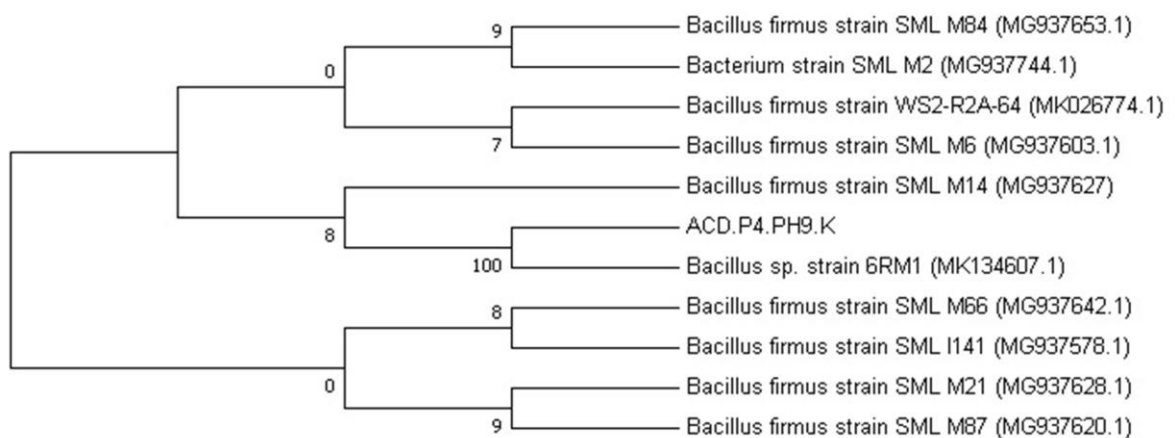 9
Bacillus firmus strain SML M84 (MG937653.1)
0
Bacterium strain SML M2 (MG937744.1)
Bacillus firmus strain WS2-R2A-64 (MK026774.1)
7
Bacillus firmus strain SML M6 (MG937603.1)
Bacillus firmus strain SML M14 (MG937627)
8
ACD.P4.PH9.K
100
Bacillus sp. strain 6RM1 (MK134607.1)
8
Bacillus firmus strain SML M66 (MG937642.1)
Bacillus firmus strain SML I141 (MG937578.1)
0
Bacillus firmus strain SML M21 (MG937628.1)
9
Bacillus firmus strain SML M87 (MG937620.1)